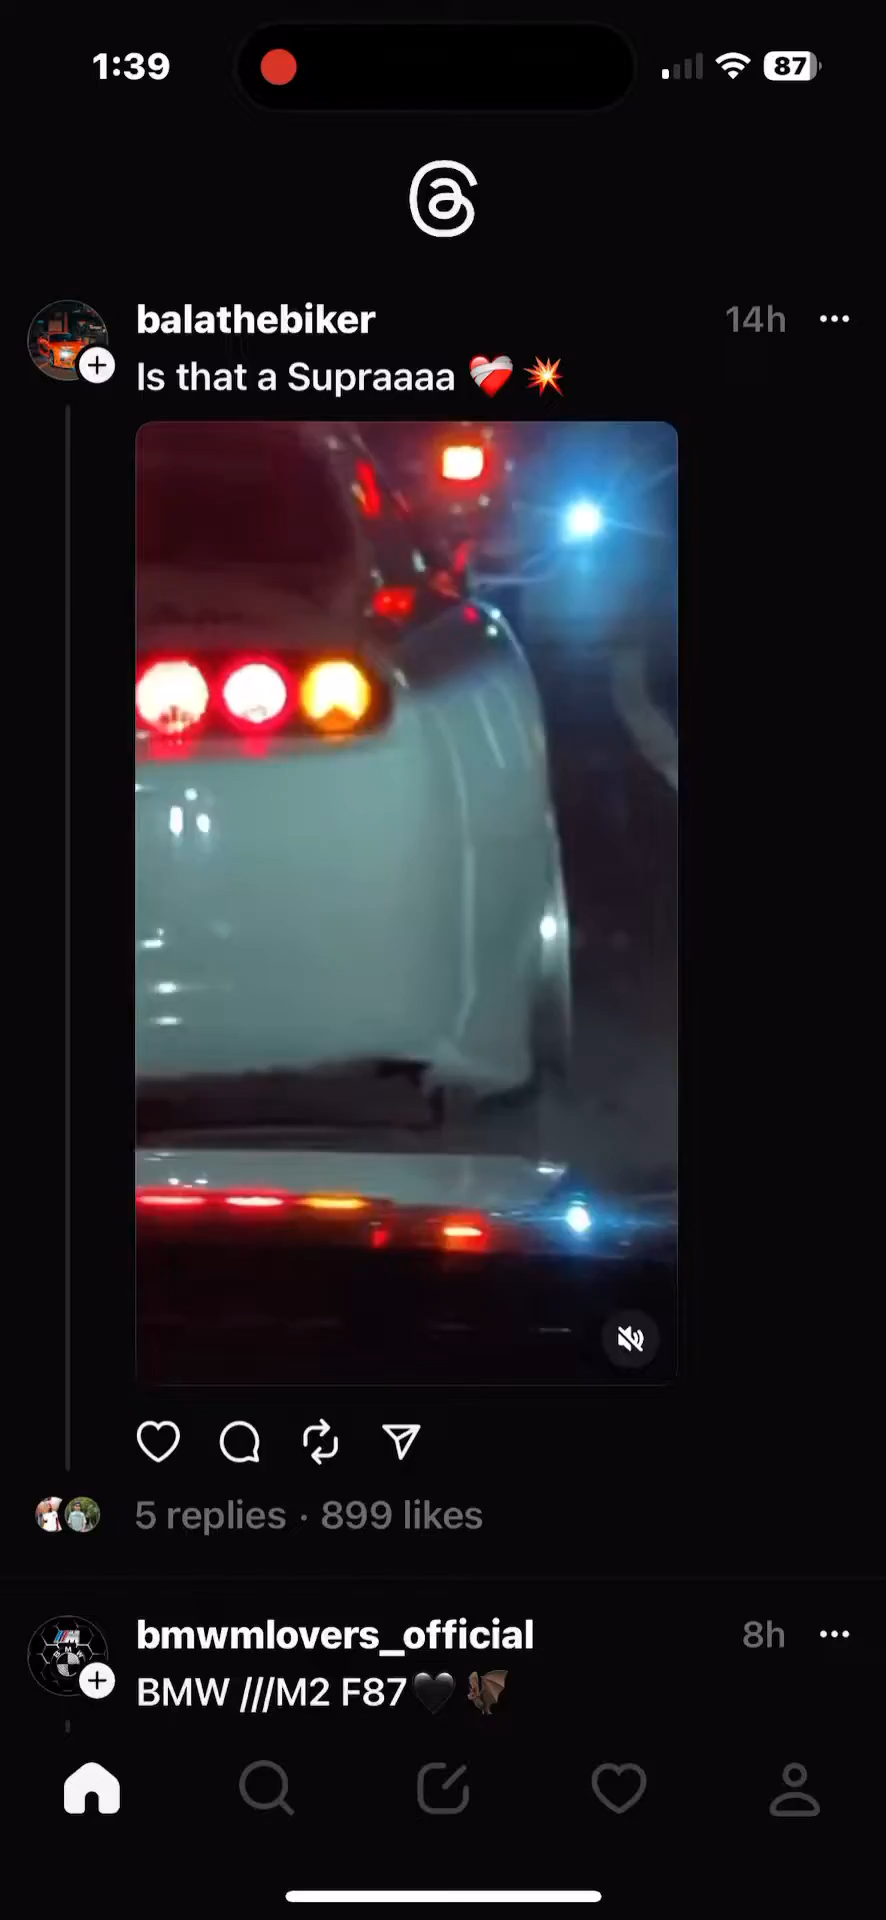 1:39
87
balathebiker
14h
Is that a Supraaaa ❤️‍🩹 💥
5 replies · 899 likes
bmwmlovers_official
8h
BMW ///M2 F87🖤 🦇